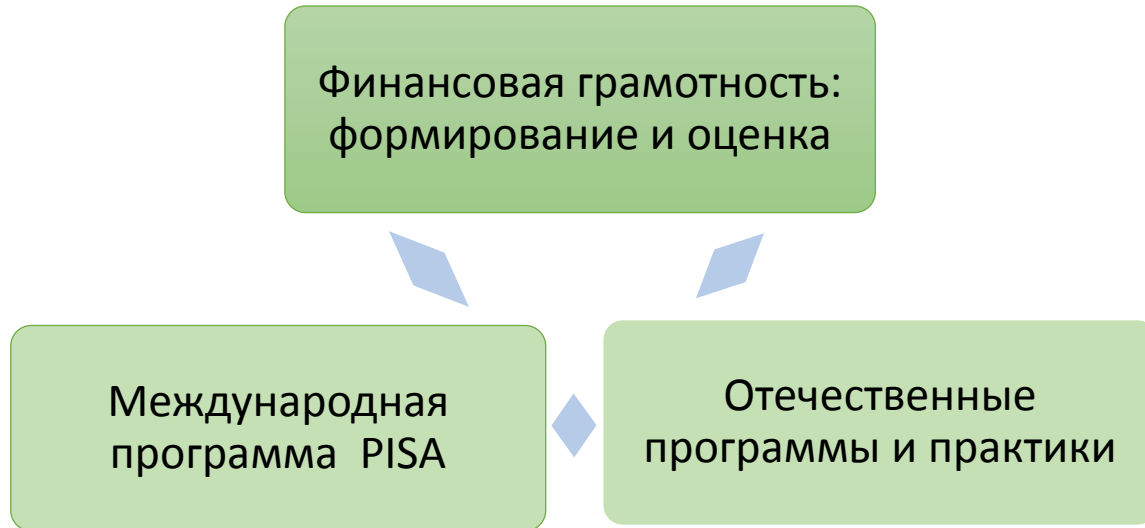 Финансовая грамотность:
формирование и оценка
Международная
программа PISA
Отечественные
программы и практики